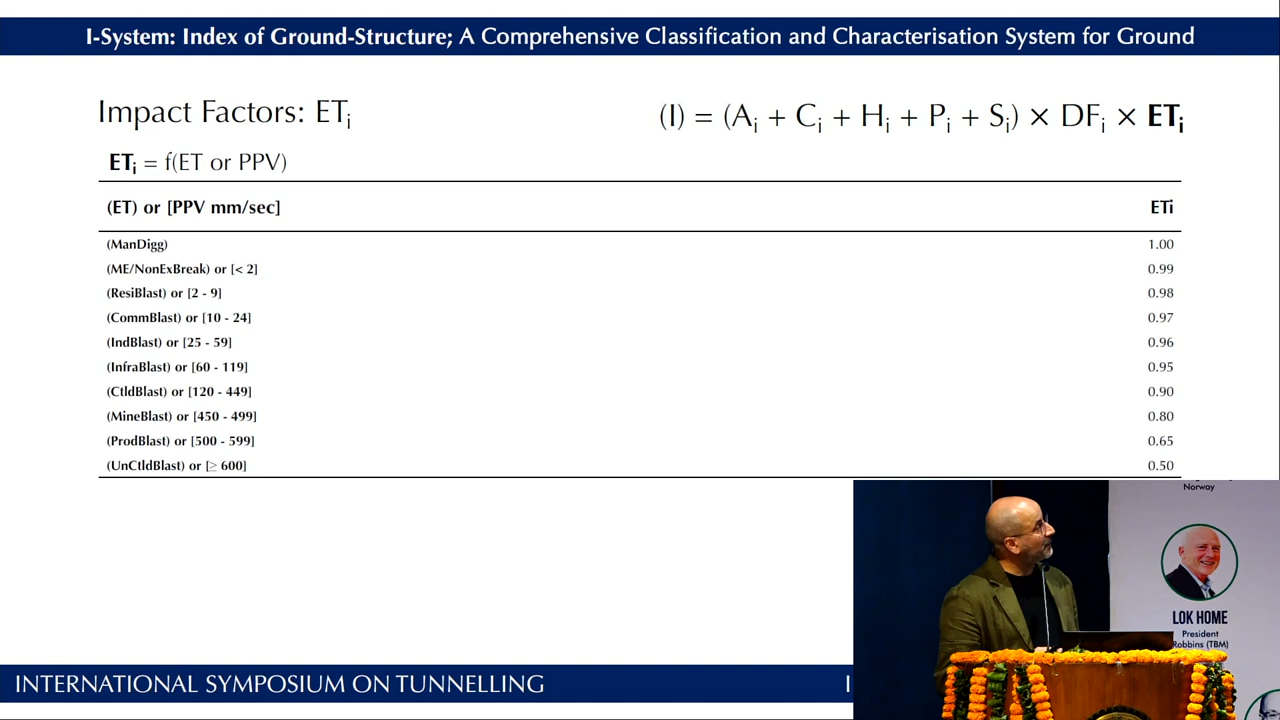 I-System: Index of Ground-Structure; A Comprehensive Classification and Characterisation System for Ground
Impact Factors: ETi
(I) = (Ai + Ci + Hi + Pi + Si) × DFi × ETi
ETi = f(ET or PPV)
(ET) or [PPV mm/sec] ETi
(ManDigg) 1.00
(ME/NonExBreak) or [< 2] 0.99
(ResiBlast) or [2 - 9] 0.98
(CommBlast) or [10 - 24] 0.97
(IndBlast) or [25 - 59] 0.96
(InfraBlast) or [60 - 119] 0.95
(CtldBlast) or [120 - 449] 0.90
(MineBlast) or [450 - 499] 0.80
(ProdBlast) or [500 - 599] 0.65
(UnCtldBlast) or [≥ 600] 0.50
Norway
LOK HOME
President
Robbins (TBM)
INTERNATIONAL SYMPOSIUM ON TUNNELLING